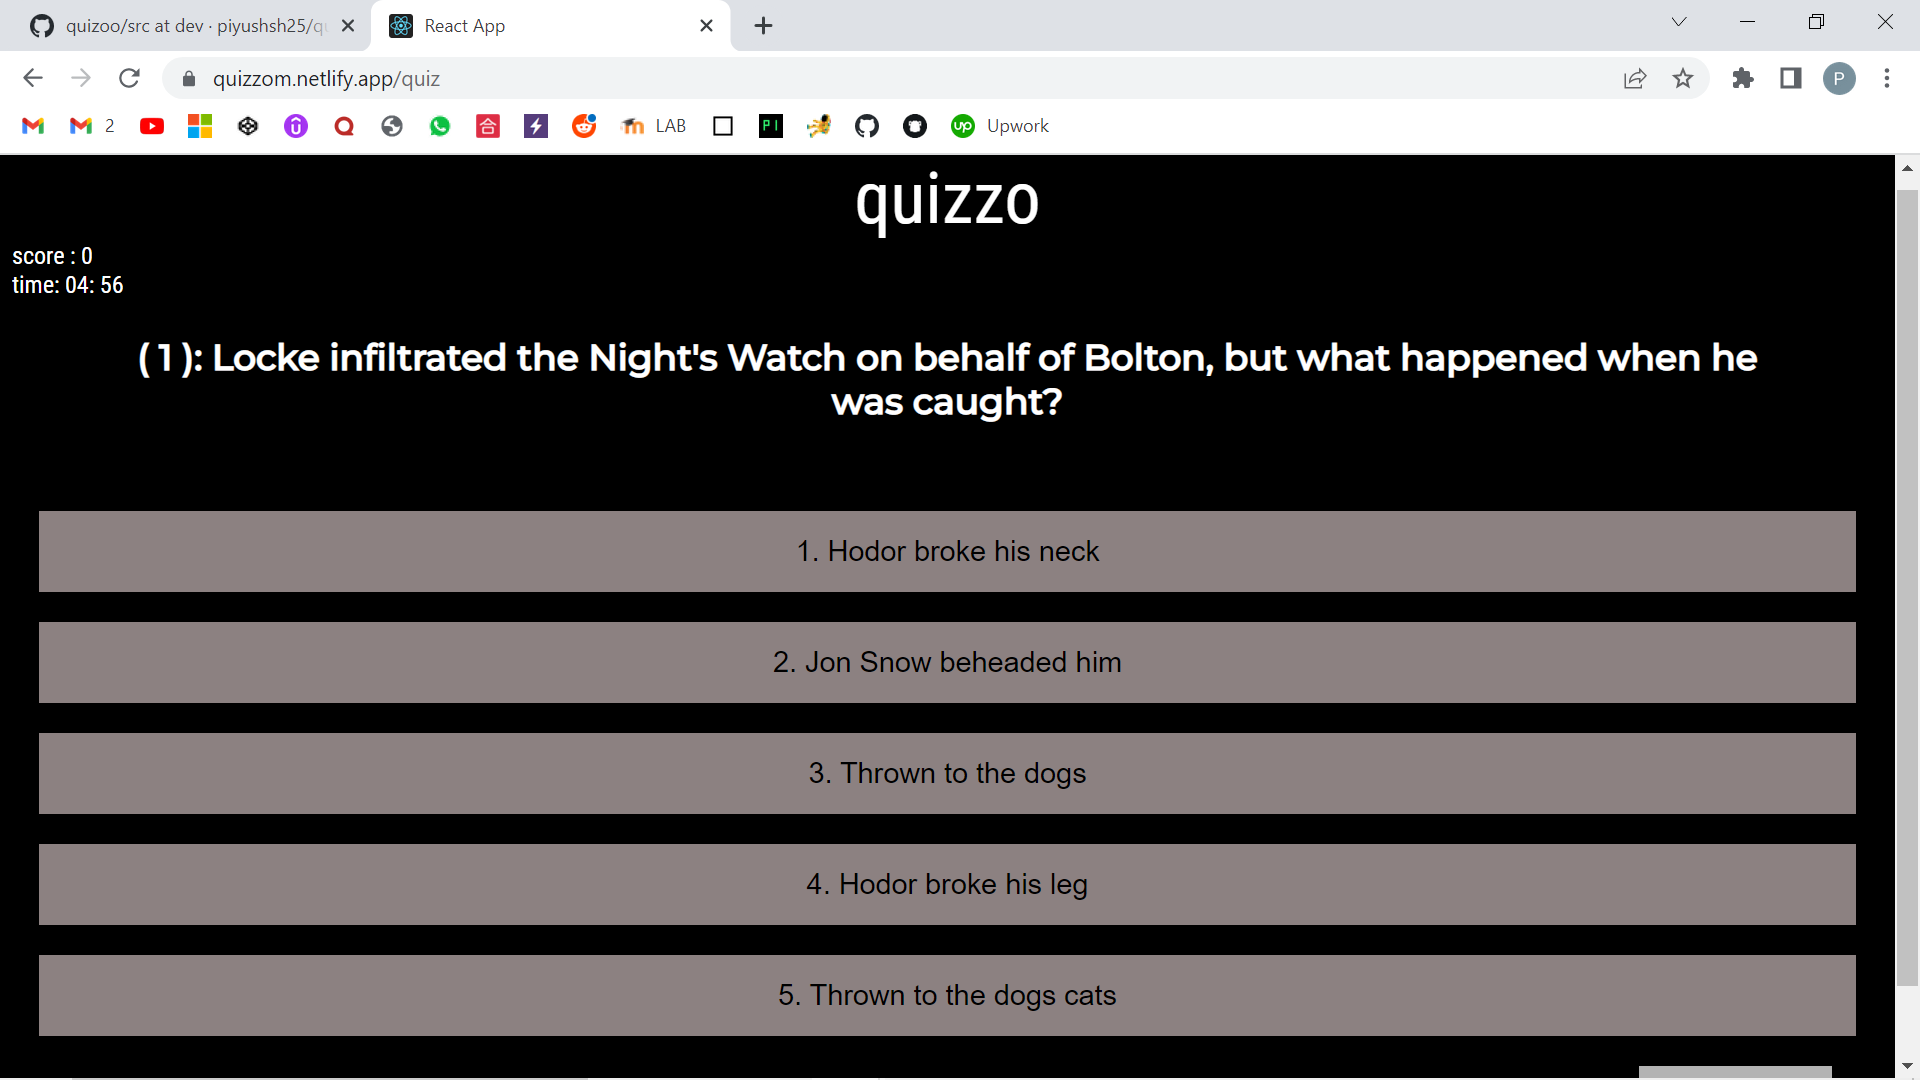 quizoo/src at dev · piyushsh25/q
React App
quizzom.netlify.app/quiz
P
2
LAB
PI
up
Upwork
quizzo
score : 0
time: 04: 56
( 1 ): Locke infiltrated the Night's Watch on behalf of Bolton, but what happened when he
was caught?
1. Hodor broke his neck
2. Jon Snow beheaded him
3. Thrown to the dogs
4. Hodor broke his leg
5. Thrown to the dogs cats